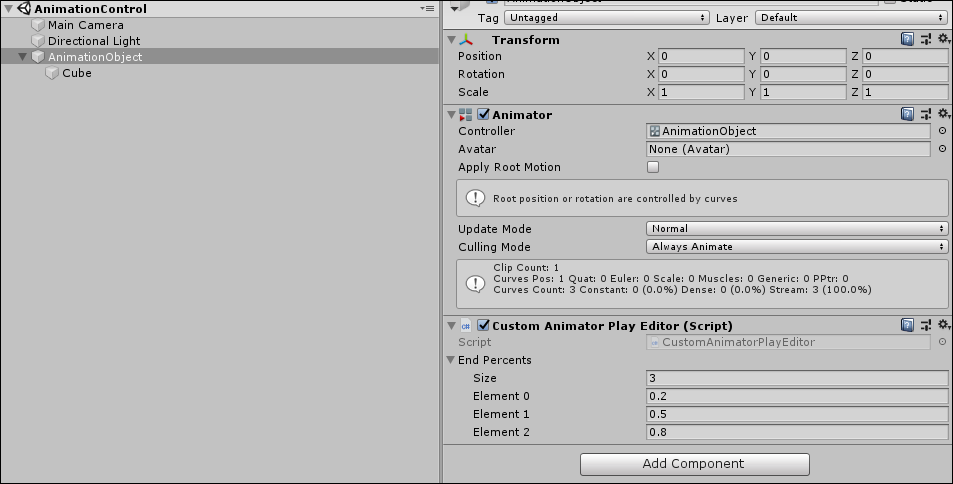 AnimationControl
Main Camera
Directional Light
AnimationObject
Cube
AnimationObject Static
Tag Untagged Layer Default
Transform
Position X 0 Y 0 Z 0
Rotation X 0 Y 0 Z 0
Scale X 1 Y 1 Z 1
Animator
Controller AnimationObject
Avatar None (Avatar)
Apply Root Motion
Root position or rotation are controlled by curves
Update Mode Normal
Culling Mode Always Animate
Clip Count: 1
Curves Pos: 1 Quat: 0 Euler: 0 Scale: 0 Muscles: 0 Generic: 0 PPtr: 0
Curves Count: 3 Constant: 0 (0.0%) Dense: 0 (0.0%) Stream: 3 (100.0%)
Custom Animator Play Editor (Script)
Script CustomAnimatorPlayEditor
End Percents
Size 3
Element 0 0.2
Element 1 0.5
Element 2 0.8
Add Component